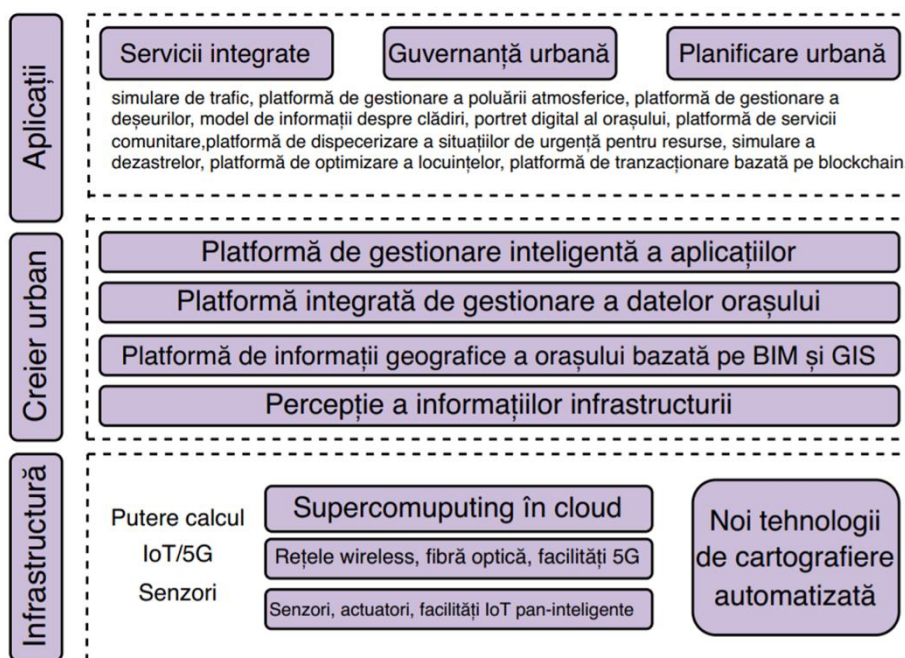 Aplicații
Servicii integrate
Guvernanță urbană
Planificare urbană
simulare de trafic, platformă de gestionare a poluării atmosferice, platformă de gestionare a
deșeurilor, model de informații despre clădiri, portret digital al orașului, platformă de servicii
comunitare,platformă de dispecerizare a situațiilor de urgență pentru resurse, simulare a
dezastrelor, platformă de optimizare a locuințelor, platformă de tranzacționare bazată pe blockchain
Creier urban
Platformă de gestionare inteligentă a aplicațiilor
Platformă integrată de gestionare a datelor orașului
Platformă de informații geografice a orașului bazată pe BIM și GIS
Percepție a informațiilor infrastructurii
Infrastructură
Putere calcul
Supercomuputing în cloud
IoT/5G
Rețele wireless, fibră optică, facilități 5G
Senzori
Senzori, actuatori, facilități IoT pan-inteligente
Noi tehnologii
de cartografiere
automatizată